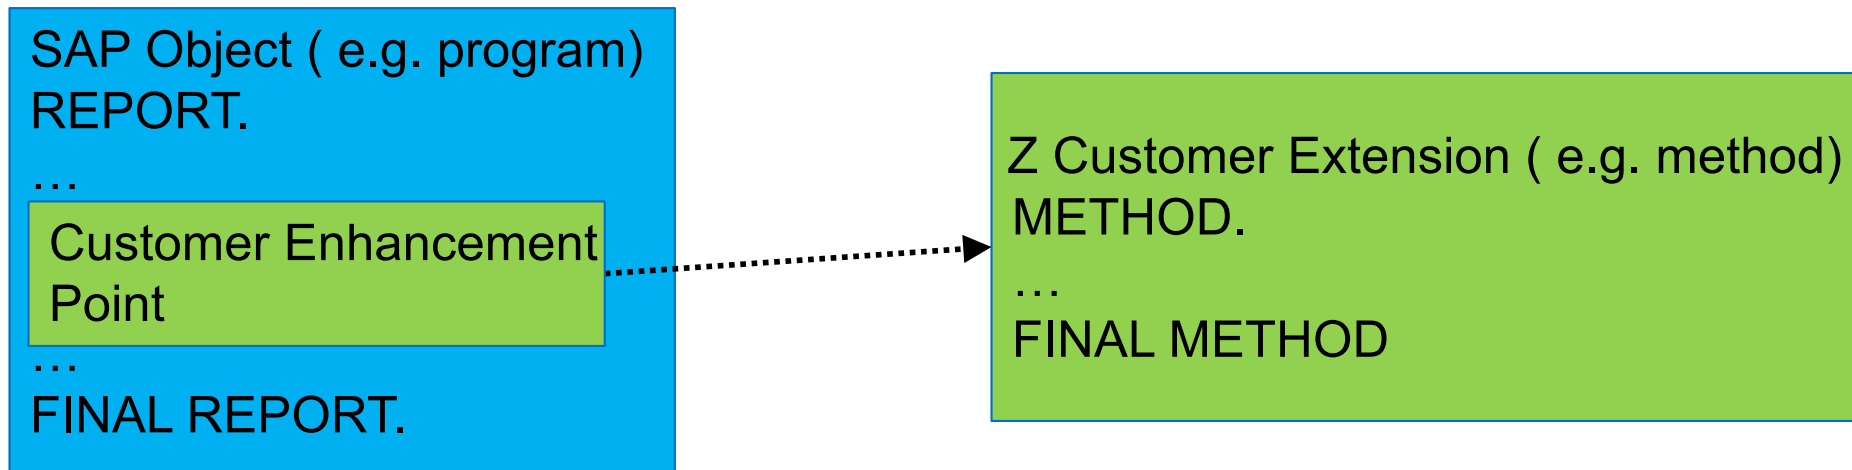 SAP Object ( e.g. program)
REPORT.
…
Customer Enhancement
Point
…
FINAL REPORT.
Z Customer Extension ( e.g. method)
METHOD.
…
FINAL METHOD